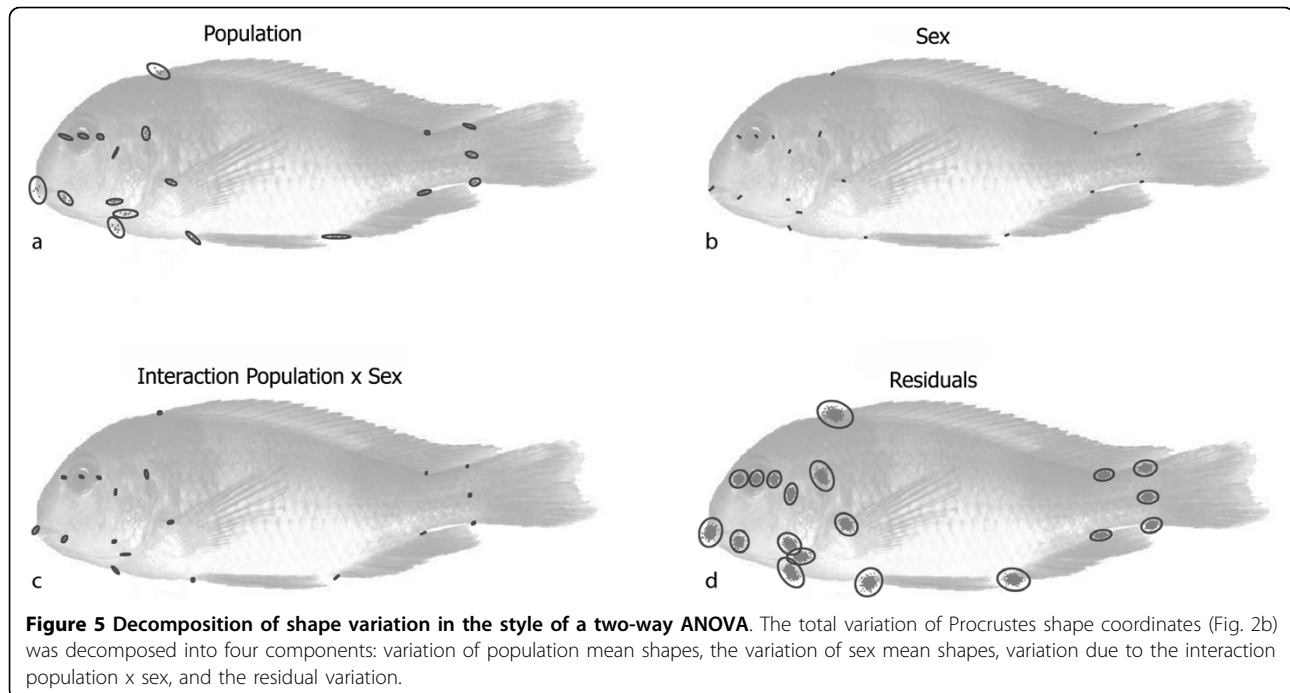 Population
Sex
a
b
Interaction Population x Sex
Residuals
c
d
Figure 5 Decomposition of shape variation in the style of a two-way ANOVA. The total variation of Procrustes shape coordinates (Fig. 2b)
was decomposed into four components: variation of population mean shapes, the variation of sex mean shapes, variation due to the interaction
population x sex, and the residual variation.